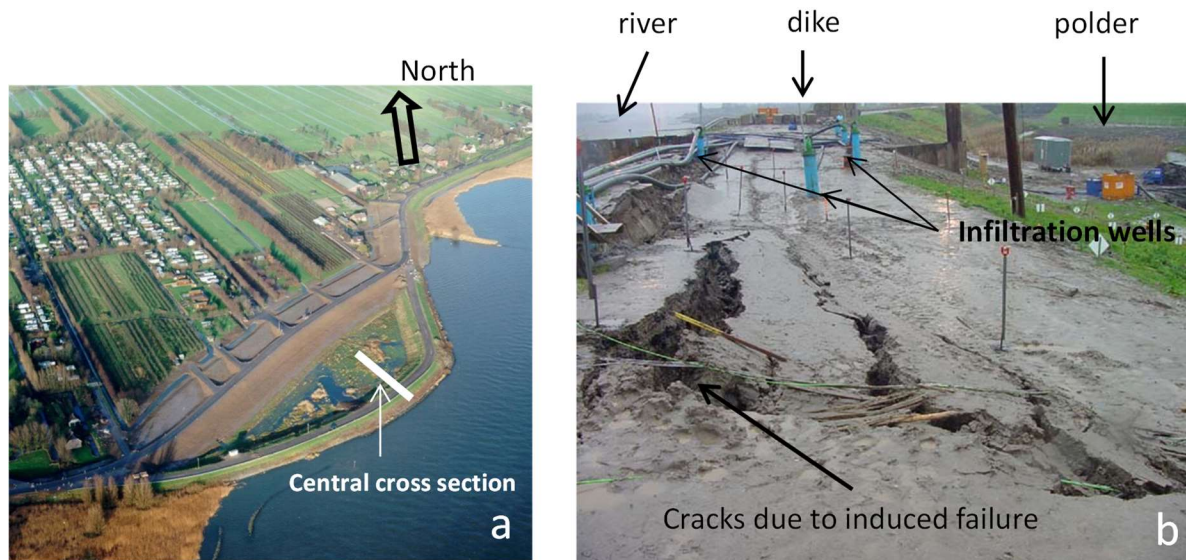 North
Central cross section
a
river
dike
polder
Infiltration wells
Cracks due to induced failure
b